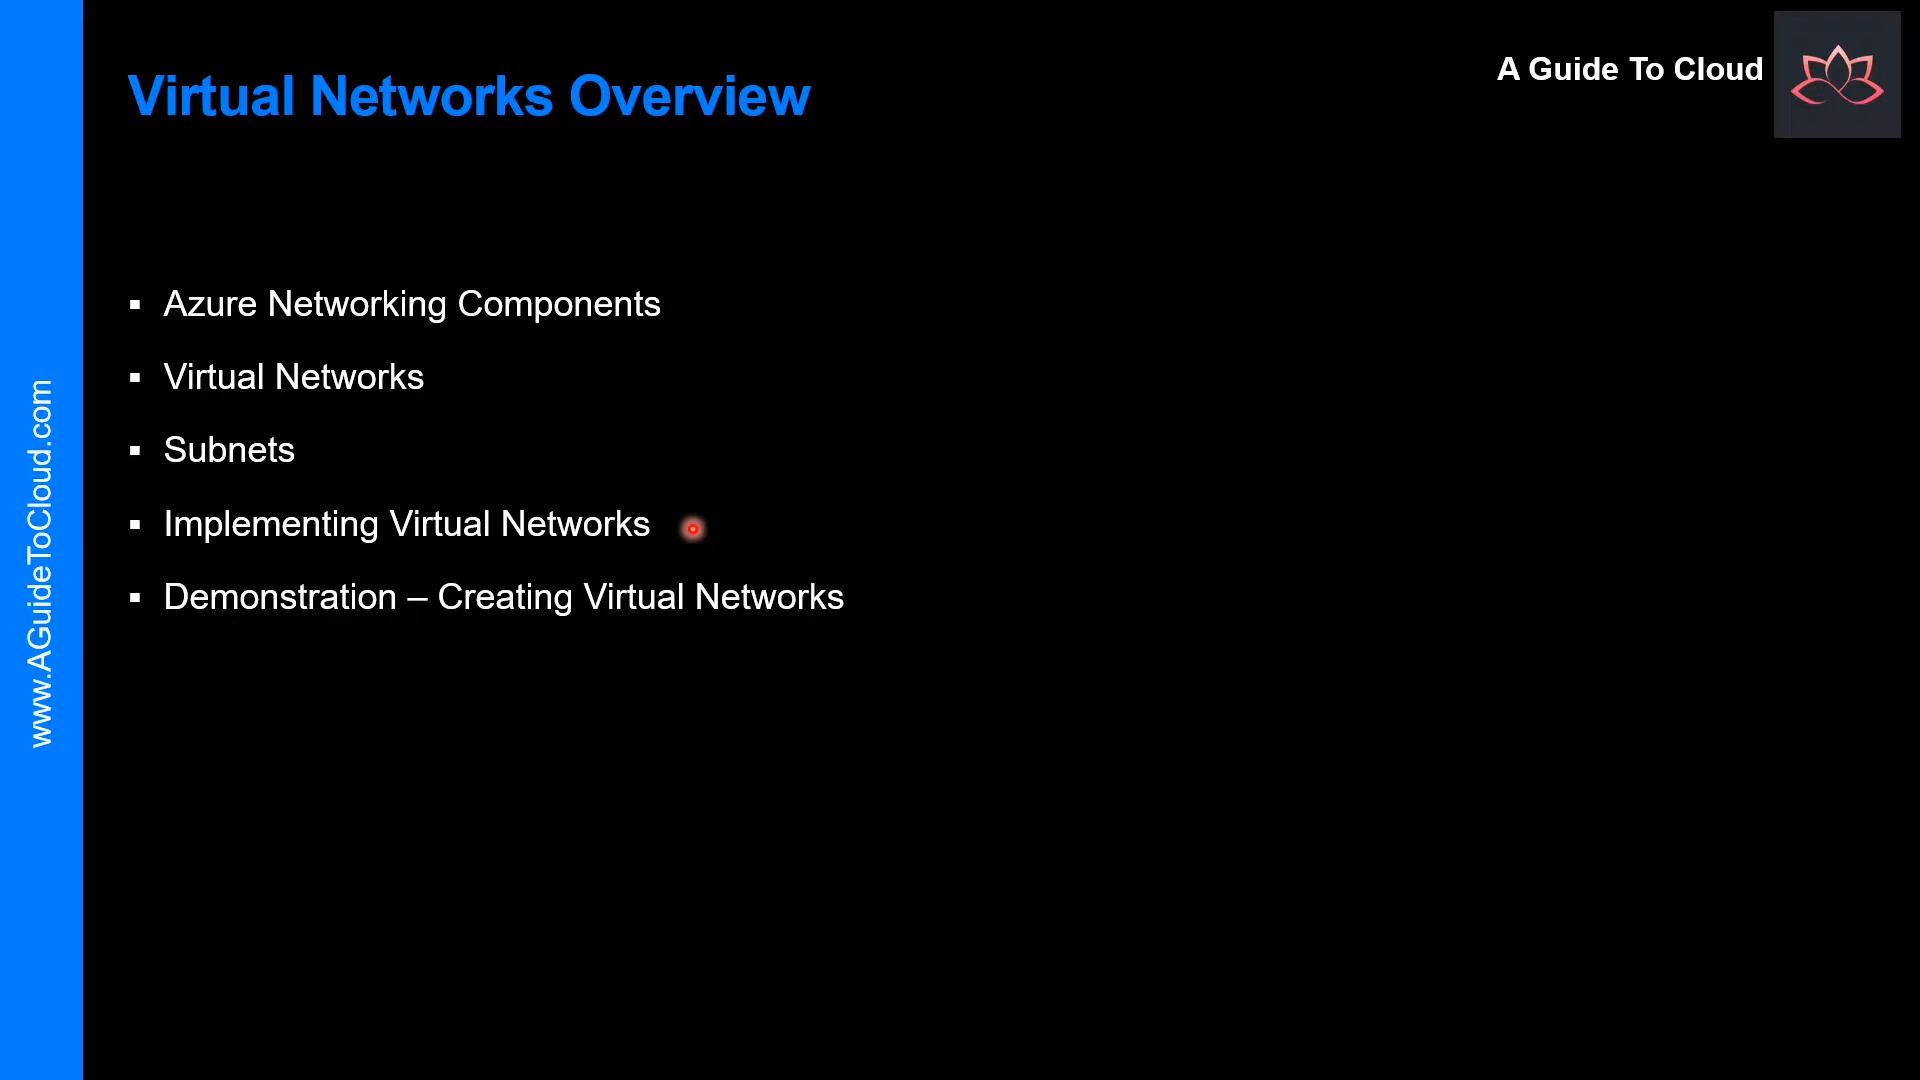 Virtual Networks Overview
A Guide To Cloud
▪ Azure Networking Components
▪ Virtual Networks
▪ Subnets
▪ Implementing Virtual Networks
▪ Demonstration – Creating Virtual Networks
www.AGuideToCloud.com